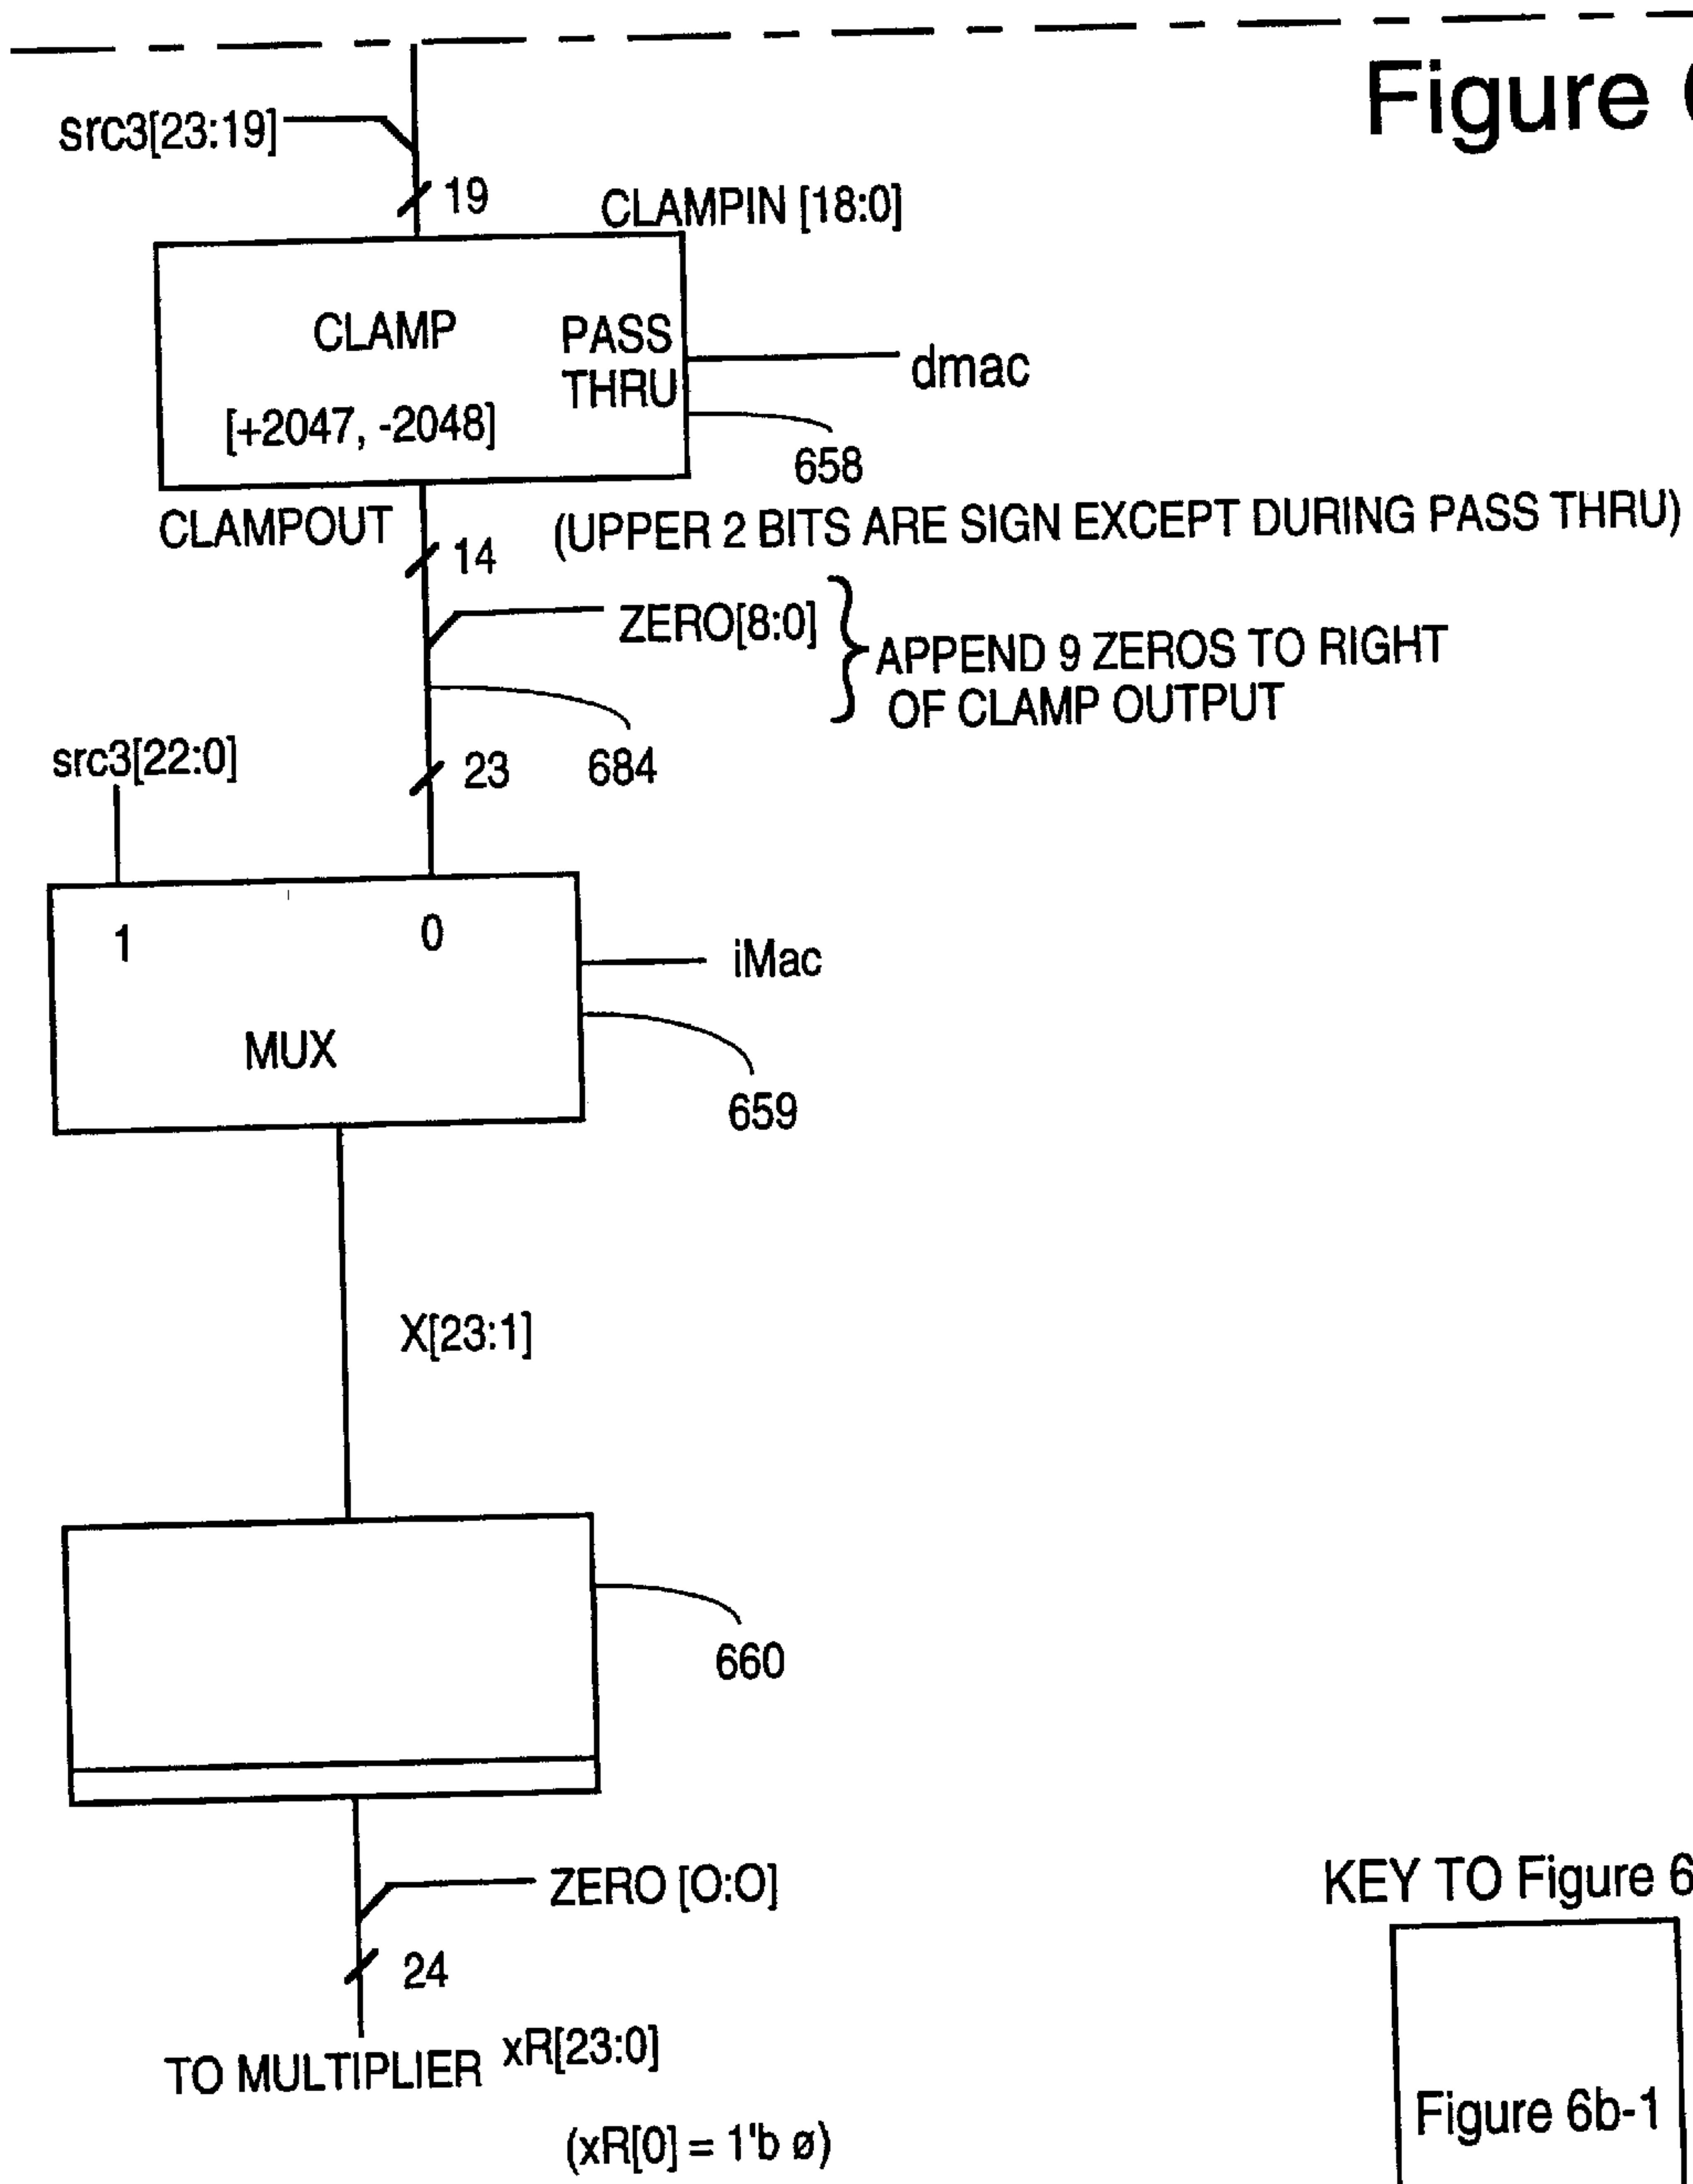 Figure
src3[23:19]
19
CLAMPIN [18:0]
CLAMP
PASS
THRU
[+2047, -2048]
dmac
658
CLAMPOUT
14
(UPPER 2 BITS ARE SIGN EXCEPT DURING PASS THRU)
ZERO[8:0]
APPEND 9 ZEROS TO RIGHT
OF CLAMP OUTPUT
684
src3[22:0]
23
1
0
iMac
MUX
659
X[23:1]
660
ZERO [O:O]
24
TO MULTIPLIER xR[23:0]
(xR[0] = 1'b ø)
KEY TO Figure 6
Figure 6b-1